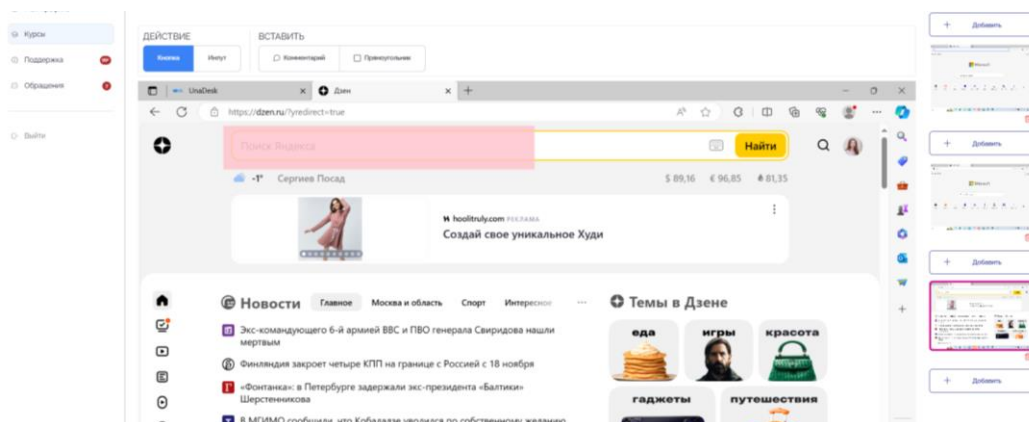 Курсы
Поддержка
Обращения
Выйти
ДЕЙСТВИЕ
ВСТАВИТЬ
Кнопка
Инпут
Комментарий
Прямоугольник
UnaDesk
Дзен
https://dzen.ru/?yredirect=true
Поиск Яндекса
Найти
-1° Сергиев Посад
$ 89,16 € 96,85 81,35
hoolitruly.com РЕКЛАМА
Создай свое уникальное Худи
Новости Главное Москва и область Спорт Интересное ...
Экс-командующего 6-й армией ВВС и ПВО генерала Свиридова нашли
мертвым
Финляндия закроет четыре КПП на границе с Россией с 18 ноября
«Фонтанка»: в Петербурге задержали экс-президента «Балтики»
Шерстенникова
В МГИМО сообщили, что Кобаладзе уволился по собственному желанию
Темы в Дзене
еда
игры
красота
гаджеты
путешествия
+ Добавить
Microsoft
+ Добавить
Microsoft
+ Добавить
+ Добавить